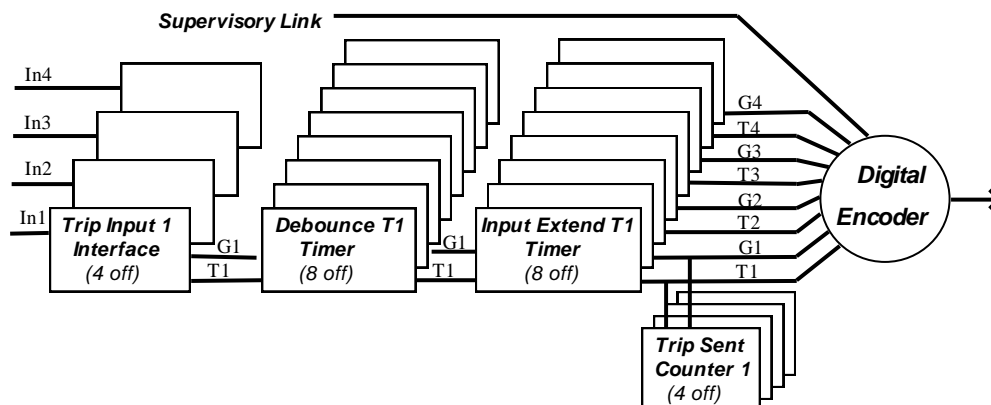 Supervisory Link
In4
In3
In2
In1
Trip Input 1
Interface
(4 off)
G1
T1
Debounce T1
Timer
(8 off)
G1
T1
Input Extend T1
Timer
(8 off)
G4
T4
G3
T3
G2
T2
G1
T1
Digital
Encoder
Trip Sent
Counter 1
(4 off)